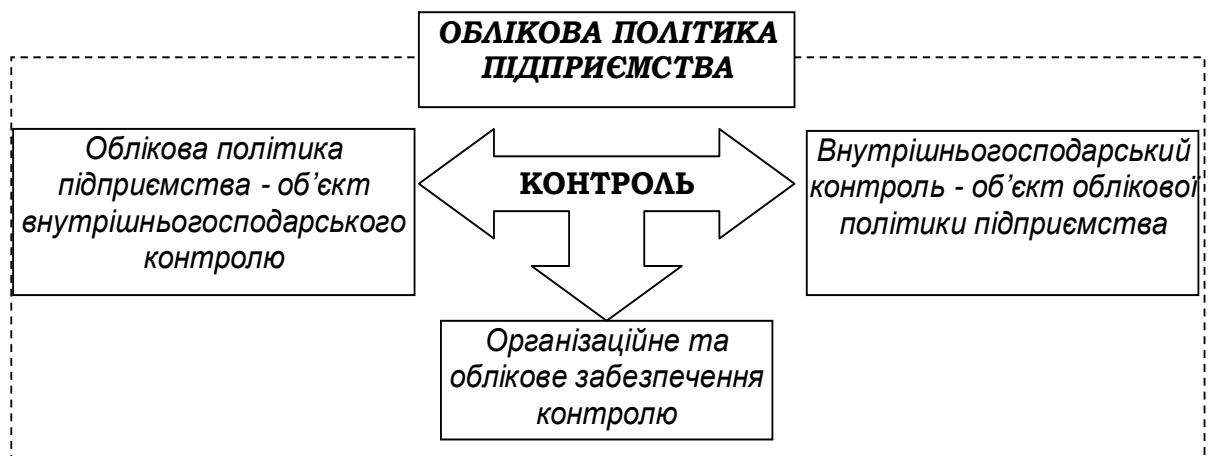 ОБЛІКОВА ПОЛІТИКА
ПІДПРИЄМСТВА
Облікова політика
підприємства - об’єкт
внутрішньогосподарського
контролю
КОНТРОЛЬ
Внутрішньогосподарський
контроль - об’єкт облікової
політики підприємства
Організаційне та
облікове забезпечення
контролю